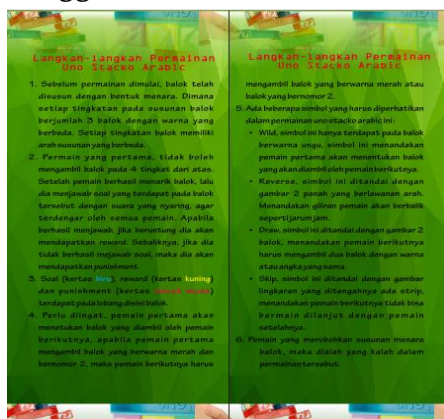 Langkah-langkah Permainan
Uno Stacko Arabic
1. Sebelum permainan dimulai, balok telah
disusun dengan bentuk menara. Dimana
setiap tingkatan pada susunan balok
berjumlah 3 balok dengan warna yang
berbeda. Setiap tingkatan balok memiliki
arah susunan yang berbeda.
2. Permain yang pertama, tidak boleh
mengambil balok pada 4 tingkat dari atas.
Setelah pemain berhasil menarik balok, lalu
dia menjawab soal yang terdapat pada balok
tersebut dengan suara yang nyaring, agar
terdengar oleh semua pemain. Apabila
berhasil menjawab, jika beruntung dia akan
mendapatkan reward. Sebaliknya, jika dia
tidak berhasil mejawab soal, maka dia akan
mendapatkan punishment.
3. Soal (kertas biru), reward (kertas kuning)
dan punishment (kertas
terdapat pada lobang disisi balok.
4. Perlu diingat, pemain pertama akan
menetukan balok yang diambil oleh pemain
berikutnya, apabila pemain pertama
mengambil balok yang berwarna merah dan
bernomor 2, maka pemain berikutnya harus
Langkah-langkah Permainan
Uno Stacko Arabic
mengambil balok yang berwarna merah atau
balok yang bernomor 2.
5. Ada beberapa simbol yang harus diperhatikan
dalam permainan uno stacko arabic ini :
• Wild, simbol ini hanya terdapat pada balok
berwarna ungu, simbol ini menandakan
pemain pertama akan menentukan balok
yang akan diambil oleh pemain berikutnya.
• Reverse, simbol ini ditandai dengan
gambar 2 panah yang berlawanan arah.
Menandakan giliran pemain akan berbalik
seperti jarum jam.
• Draw, simbol ini ditandai dengan gambar 2
balok, menandakan pemain berikutnya
harus mengambil dua balok dengan warna
atau angka yang sama.
• Skip, simbol ini ditandai dengan gambar
lingkaran yang ditengahnya ada strip,
menandakan pemain berikutnya tidak bisa
bermain dilanjut dengan pemain
setelahnya.
6. Pemain yang merobohkan susunan menara
balok, maka dialah yang kalah dalam
permainan tersebut.